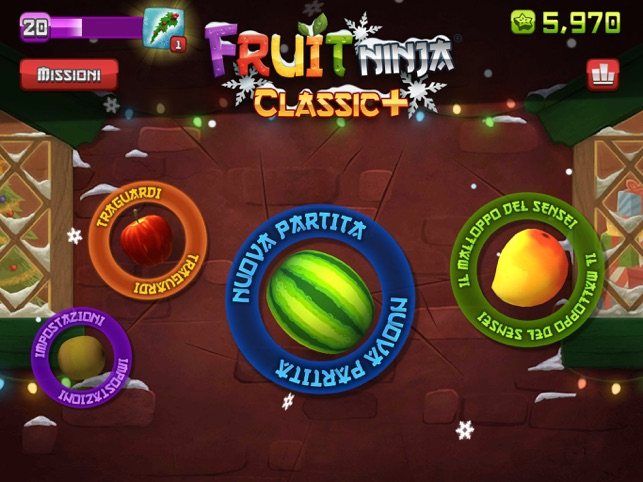 20
1
FRUIT NINJA
CLASSIC+
5,970
MISSIONI
TRAGUARDI
TRAGUARDI
NUOVA PARTITA
NUOVA PARTITA
IL MALLOPPO DEL SENSEI
IL MALLOPPO DEL SENSEI
IMPOSTAZIONI
IMPOSTAZIONI